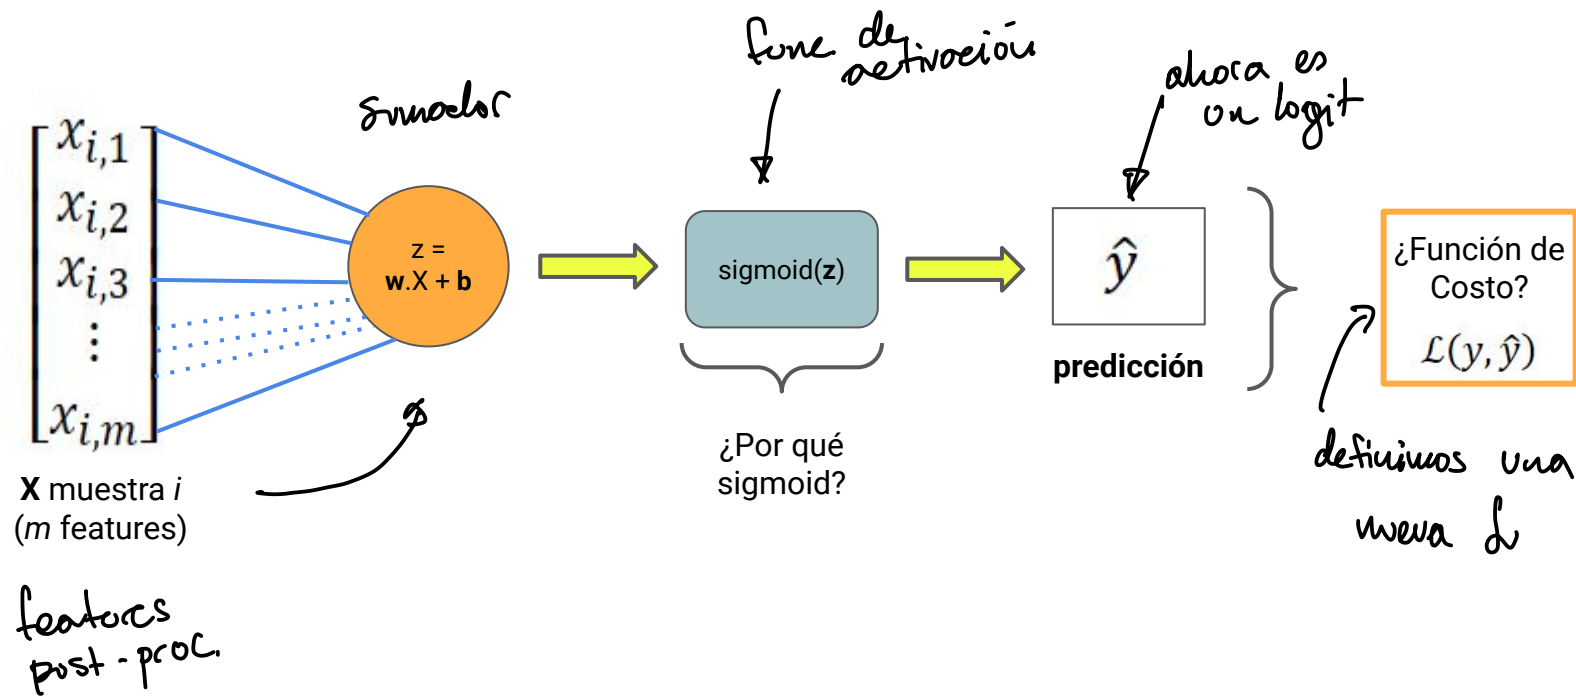 func de
activación
ahora es
un logit
sumador
x_{i,1}
x_{i,2}
x_{i,3}
⋮
x_{i,m}
z =
w.X + b
sigmoid(z)
ŷ
predicción
¿Función de
Costo?
ℒ(y, ŷ)
¿Por qué
sigmoid?
X muestra i
(m features)
definimos una
nueva ℒ
features
post-proc.